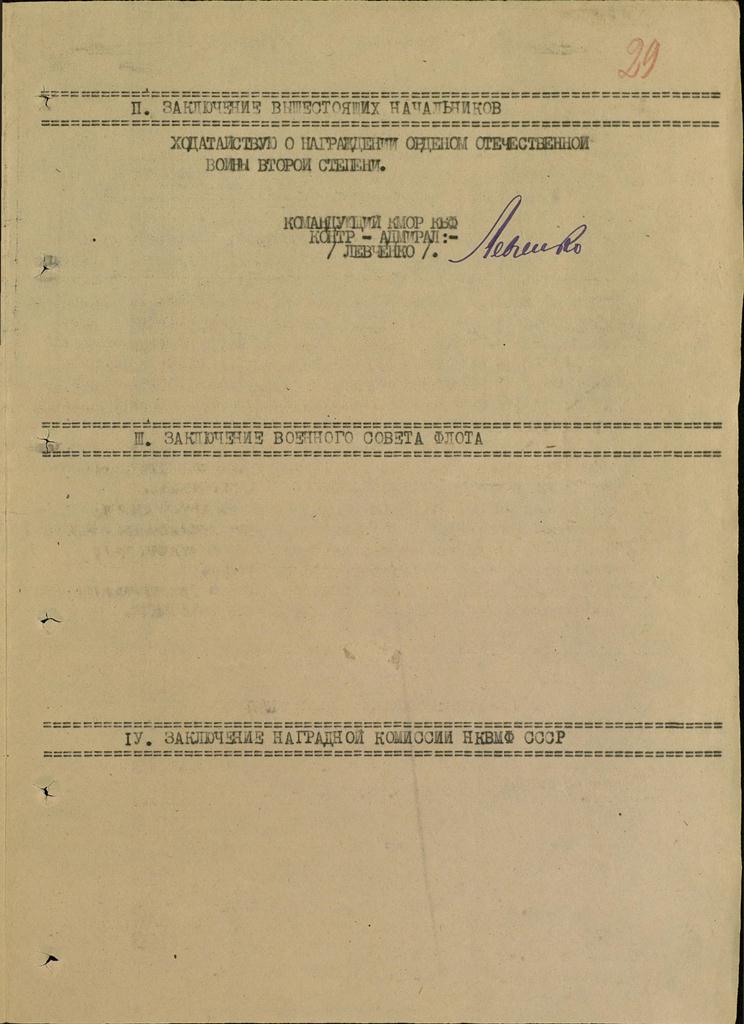 29
П. ЗАКЛЮЧЕНИЕ ВЫШЕСТОЯЩИХ НАЧАЛЬНИКОВ
ХОДАТАЙСТВУЮ О НАГРАЖДЕНИИ ОРДЕНОМ ОТЕЧЕСТВЕННОЙ
ВОЙНЫ ВТОРОЙ СТЕПЕНИ.
КОМАНДУЮЩИЙ КМОР КБФ
КОНТР - АДМИРАЛ:-
/ ЛЕВЧЕНКО /. Левченко
Ш. ЗАКЛЮЧЕНИЕ ВОЕННОГО СОВЕТА ФЛОТА
IУ. ЗАКЛЮЧЕНИЕ НАГРАДНОЙ КОМИССИИ НКВМФ СССР